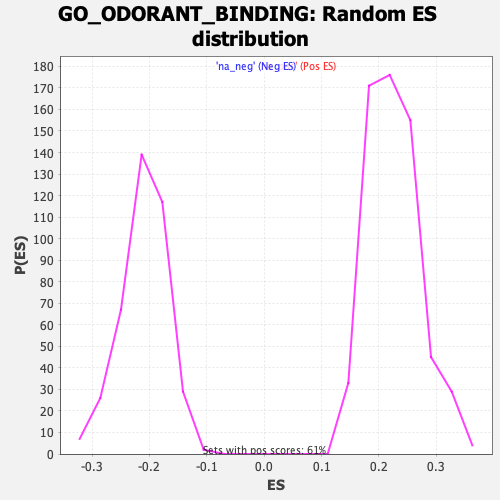 GO_ODORANT_BINDING: Random ES
distribution
'na_neg' (Neg ES)' (Pos ES)
180
170
160
150
140
130
120
110
100
90
80
70
60
50
40
30
20
10
0
P(ES)
Sets with pos scores: 61%
-0.3 -0.2 -0.1 0.0 0.1 0.2 0.3
ES